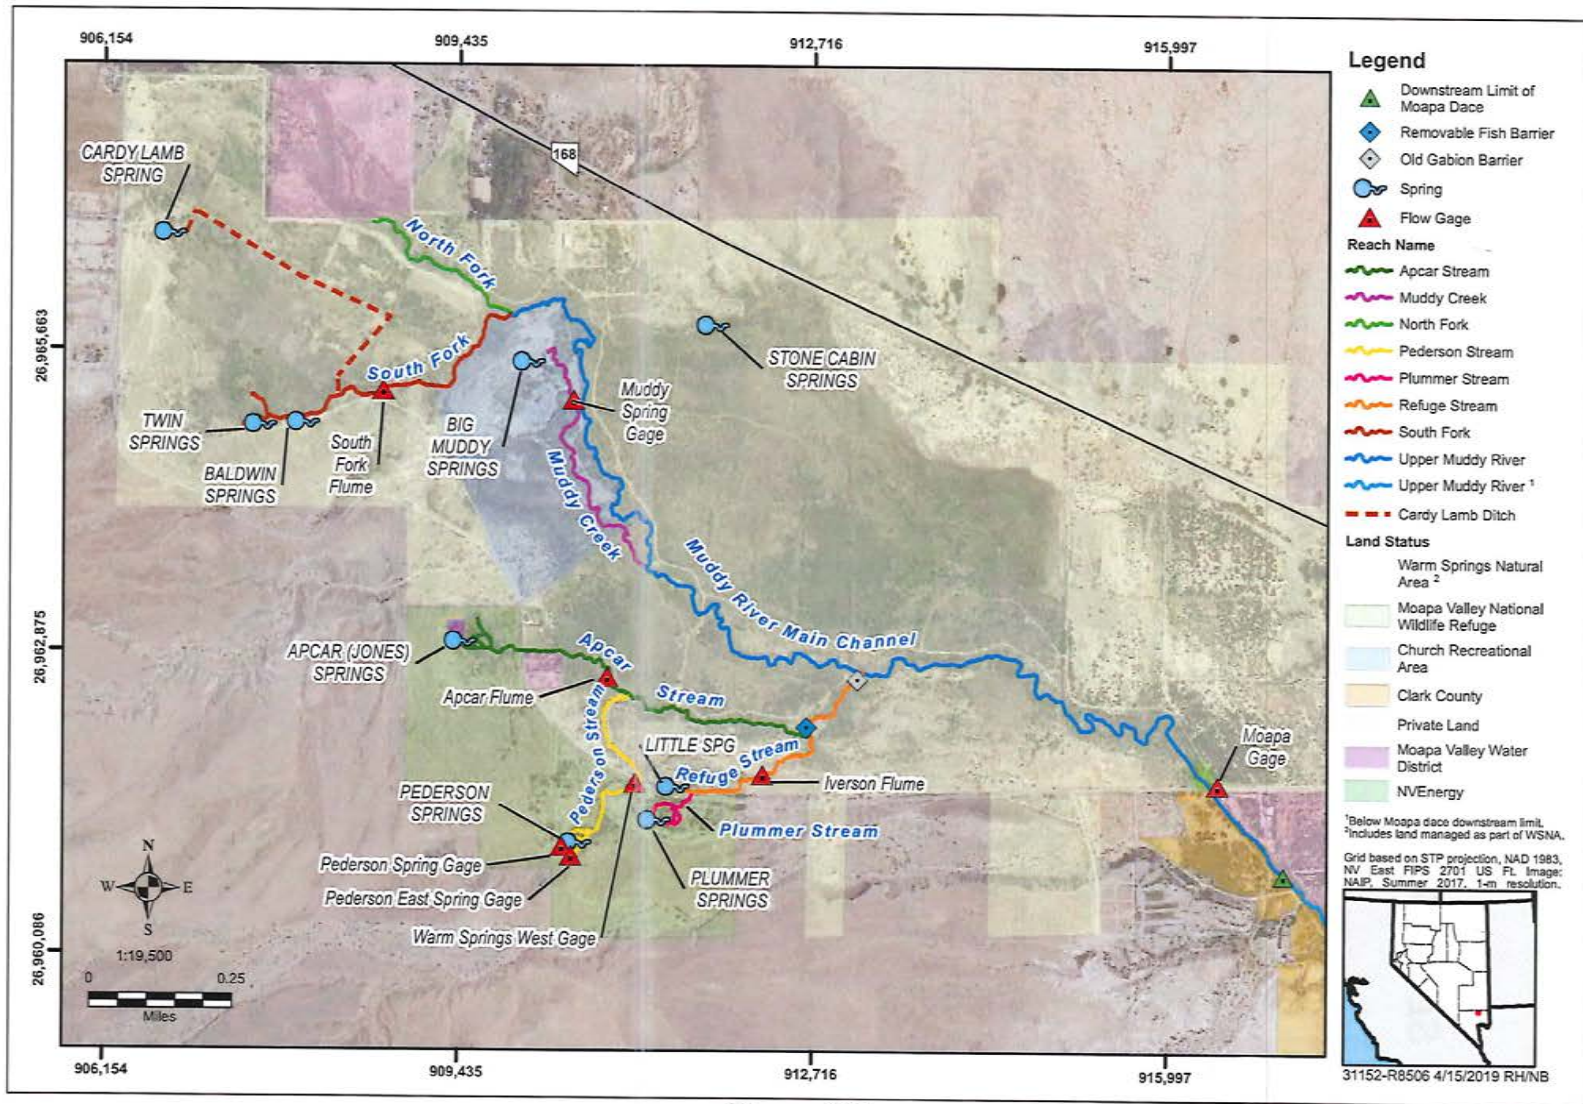 906,154
909,435
912,716
915,997
26,965,663
26,962,875
26,960,086
168
CARDY LAMB
SPRING
North Fork
South Fork
TWIN
SPRINGS
BALDWIN
SPRINGS
South
Fork
Flume
BIG
MUDDY
SPRINGS
Muddy
Spring
Gage
STONE CABIN
SPRINGS
Muddy Creek
Muddy River Main Channel
APCAR (JONES)
SPRINGS
Apcar
Stream
Apcar Flume
Pederson Stream
LITTLE SPG
Refuge Stream
Iverson Flume
Moapa
Gage
PEDERSON
SPRINGS
Plummer Stream
Pederson Spring Gage
PLUMMER
SPRINGS
Pederson East Spring Gage
Warm Springs West Gage
N
W
E
S
1:19,500
0
0.25
Miles
906,154
909,435
912,716
915,997
Legend
Downstream Limit of
Moapa Dace
Removable Fish Barrier
Old Gabion Barrier
Spring
Flow Gage
Reach Name
Apcar Stream
Muddy Creek
North Fork
Pederson Stream
Plummer Stream
Refuge Stream
South Fork
Upper Muddy River
Upper Muddy River ¹
Cardy Lamb Ditch
Land Status
Warm Springs Natural
Area ²
Moapa Valley National
Wildlife Refuge
Church Recreational
Area
Clark County
Private Land
Moapa Valley Water
District
NVEnergy
¹Below Moapa dace downstream limit.
²Includes land managed as part of WSNA.
Grid based on STP projection, NAD 1983,
NV East FIPS 2701 US Ft. Image:
NAIP, Summer 2017. 1-m resolution.
31152-R8506 4/15/2019 RH/NB